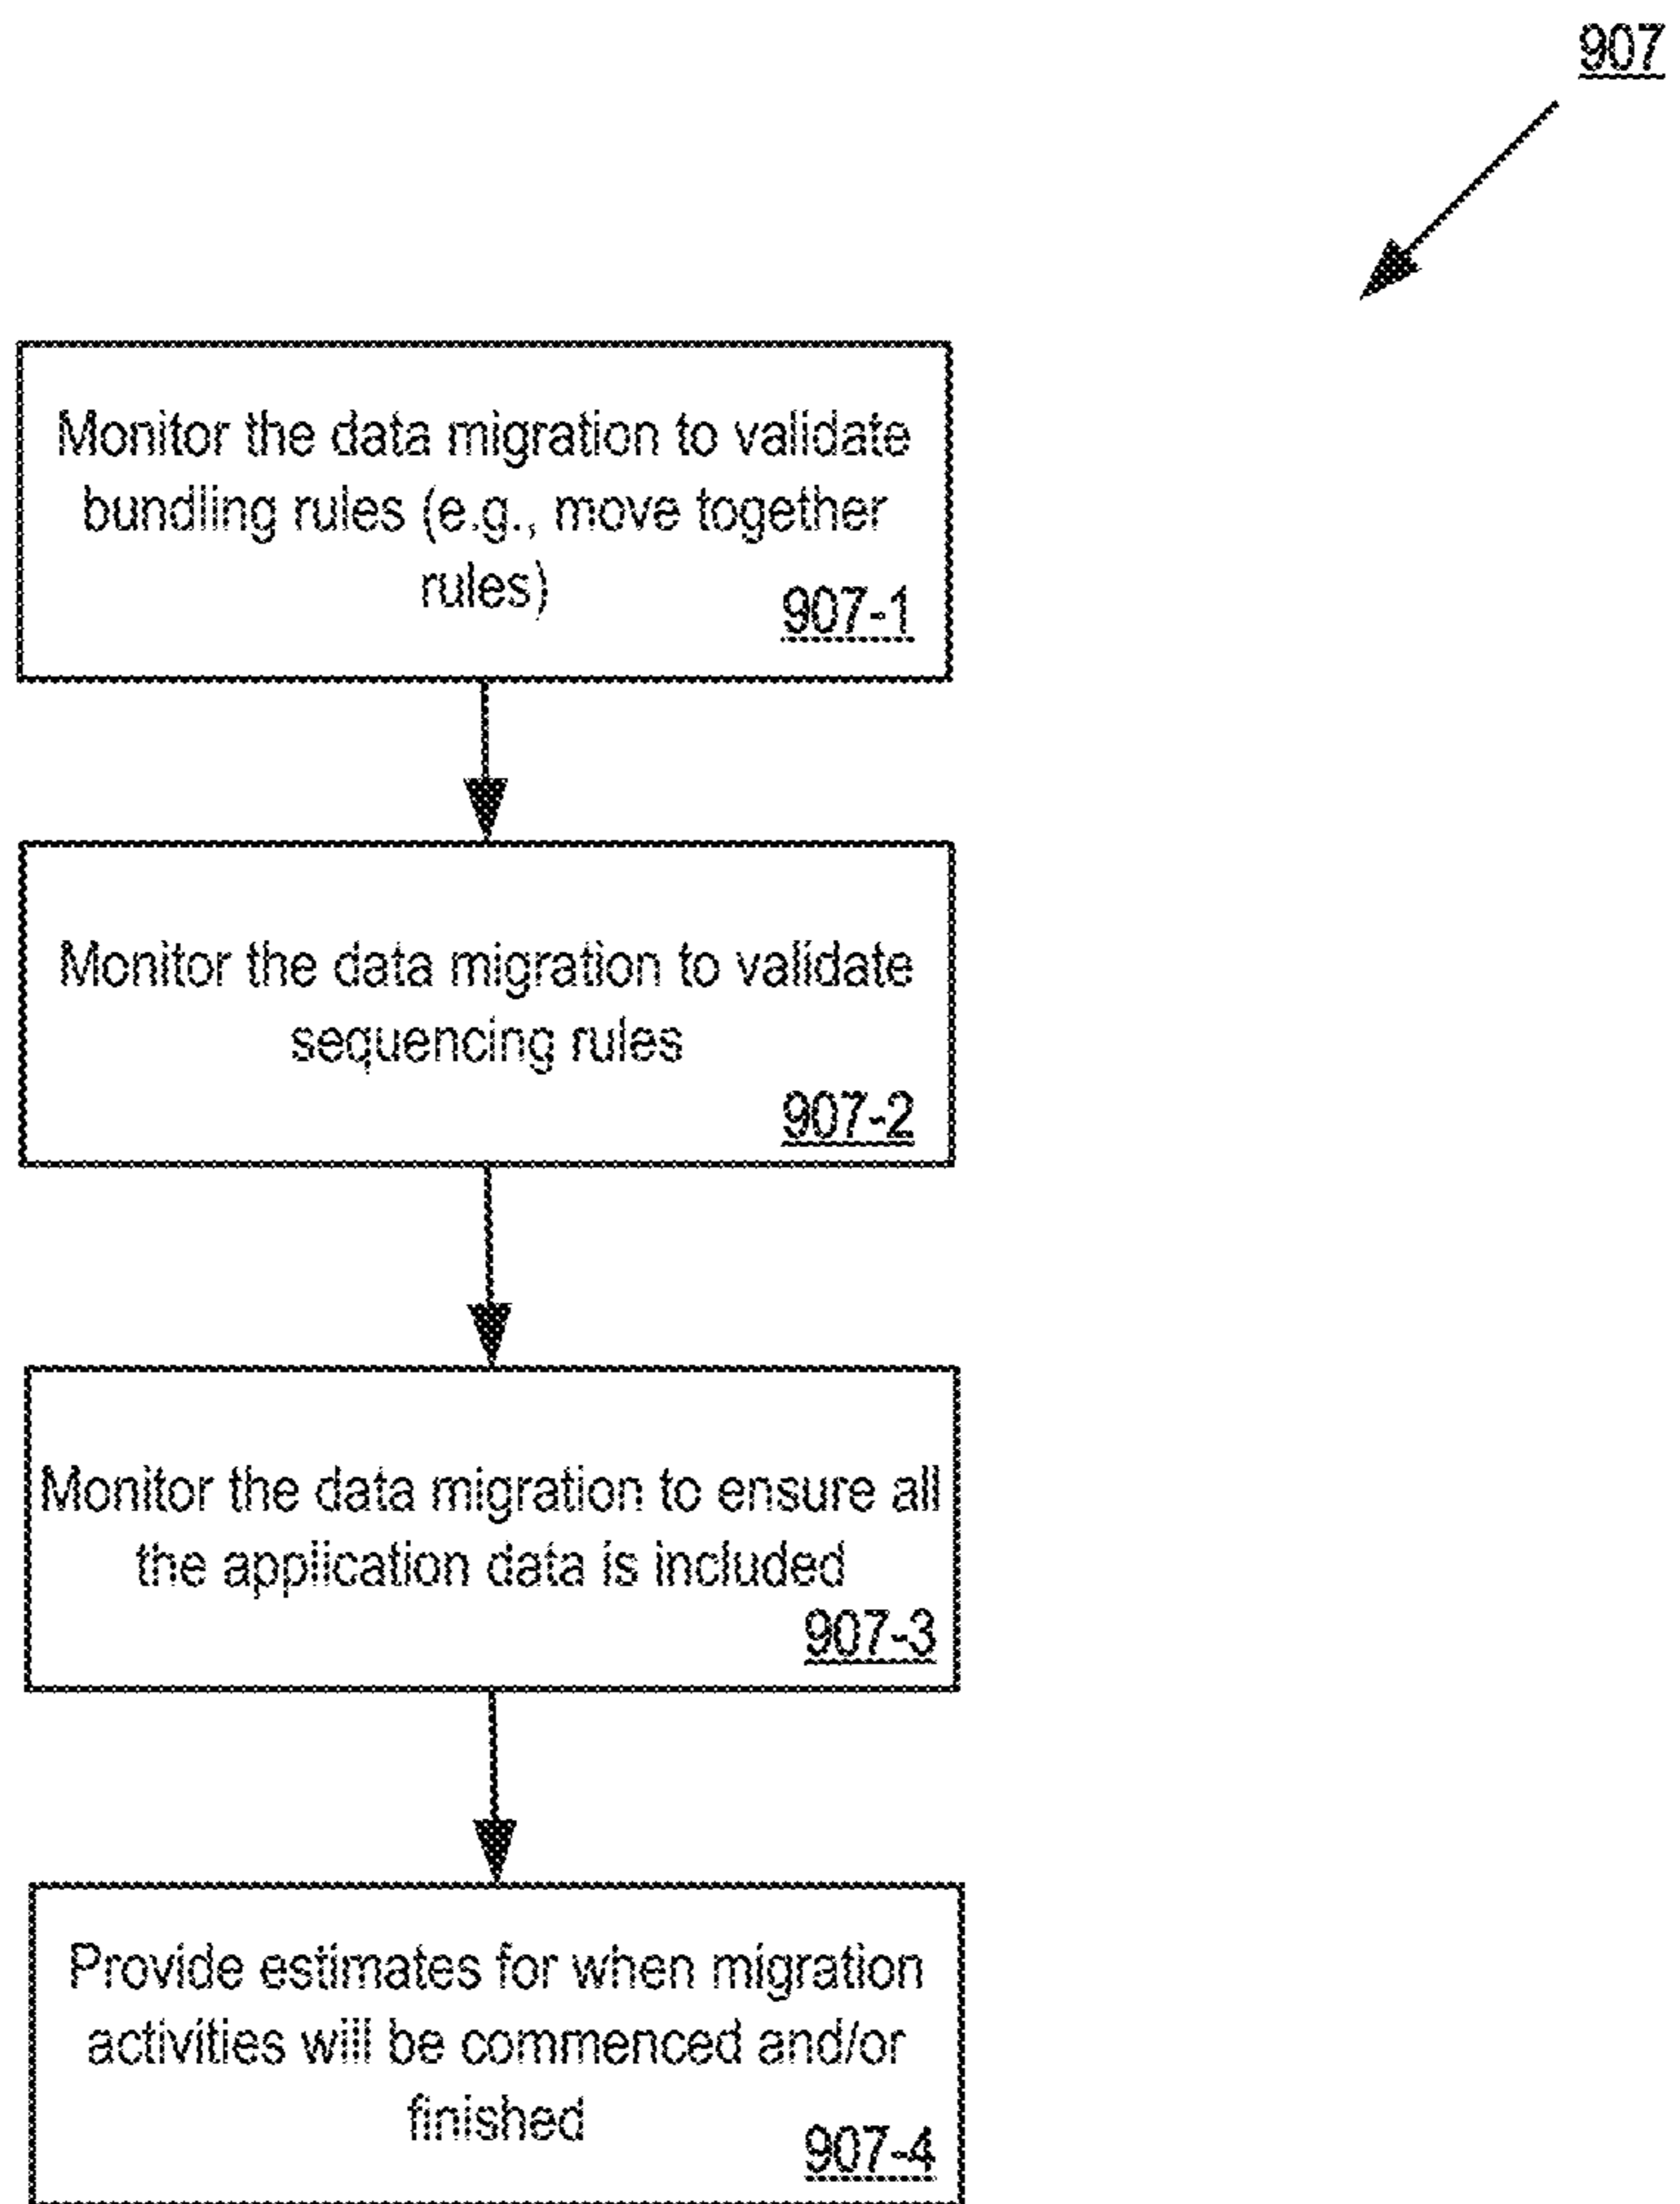 907
Monitor the data migration to validate
bundling rules (e.g., move together
rules)
907-1
Monitor the data migration to validate
sequencing rules
907-2
Monitor the data migration to ensure all
the application data is included
907-3
Provide estimates for when migration
activities will be commenced and/or
finished
907-4